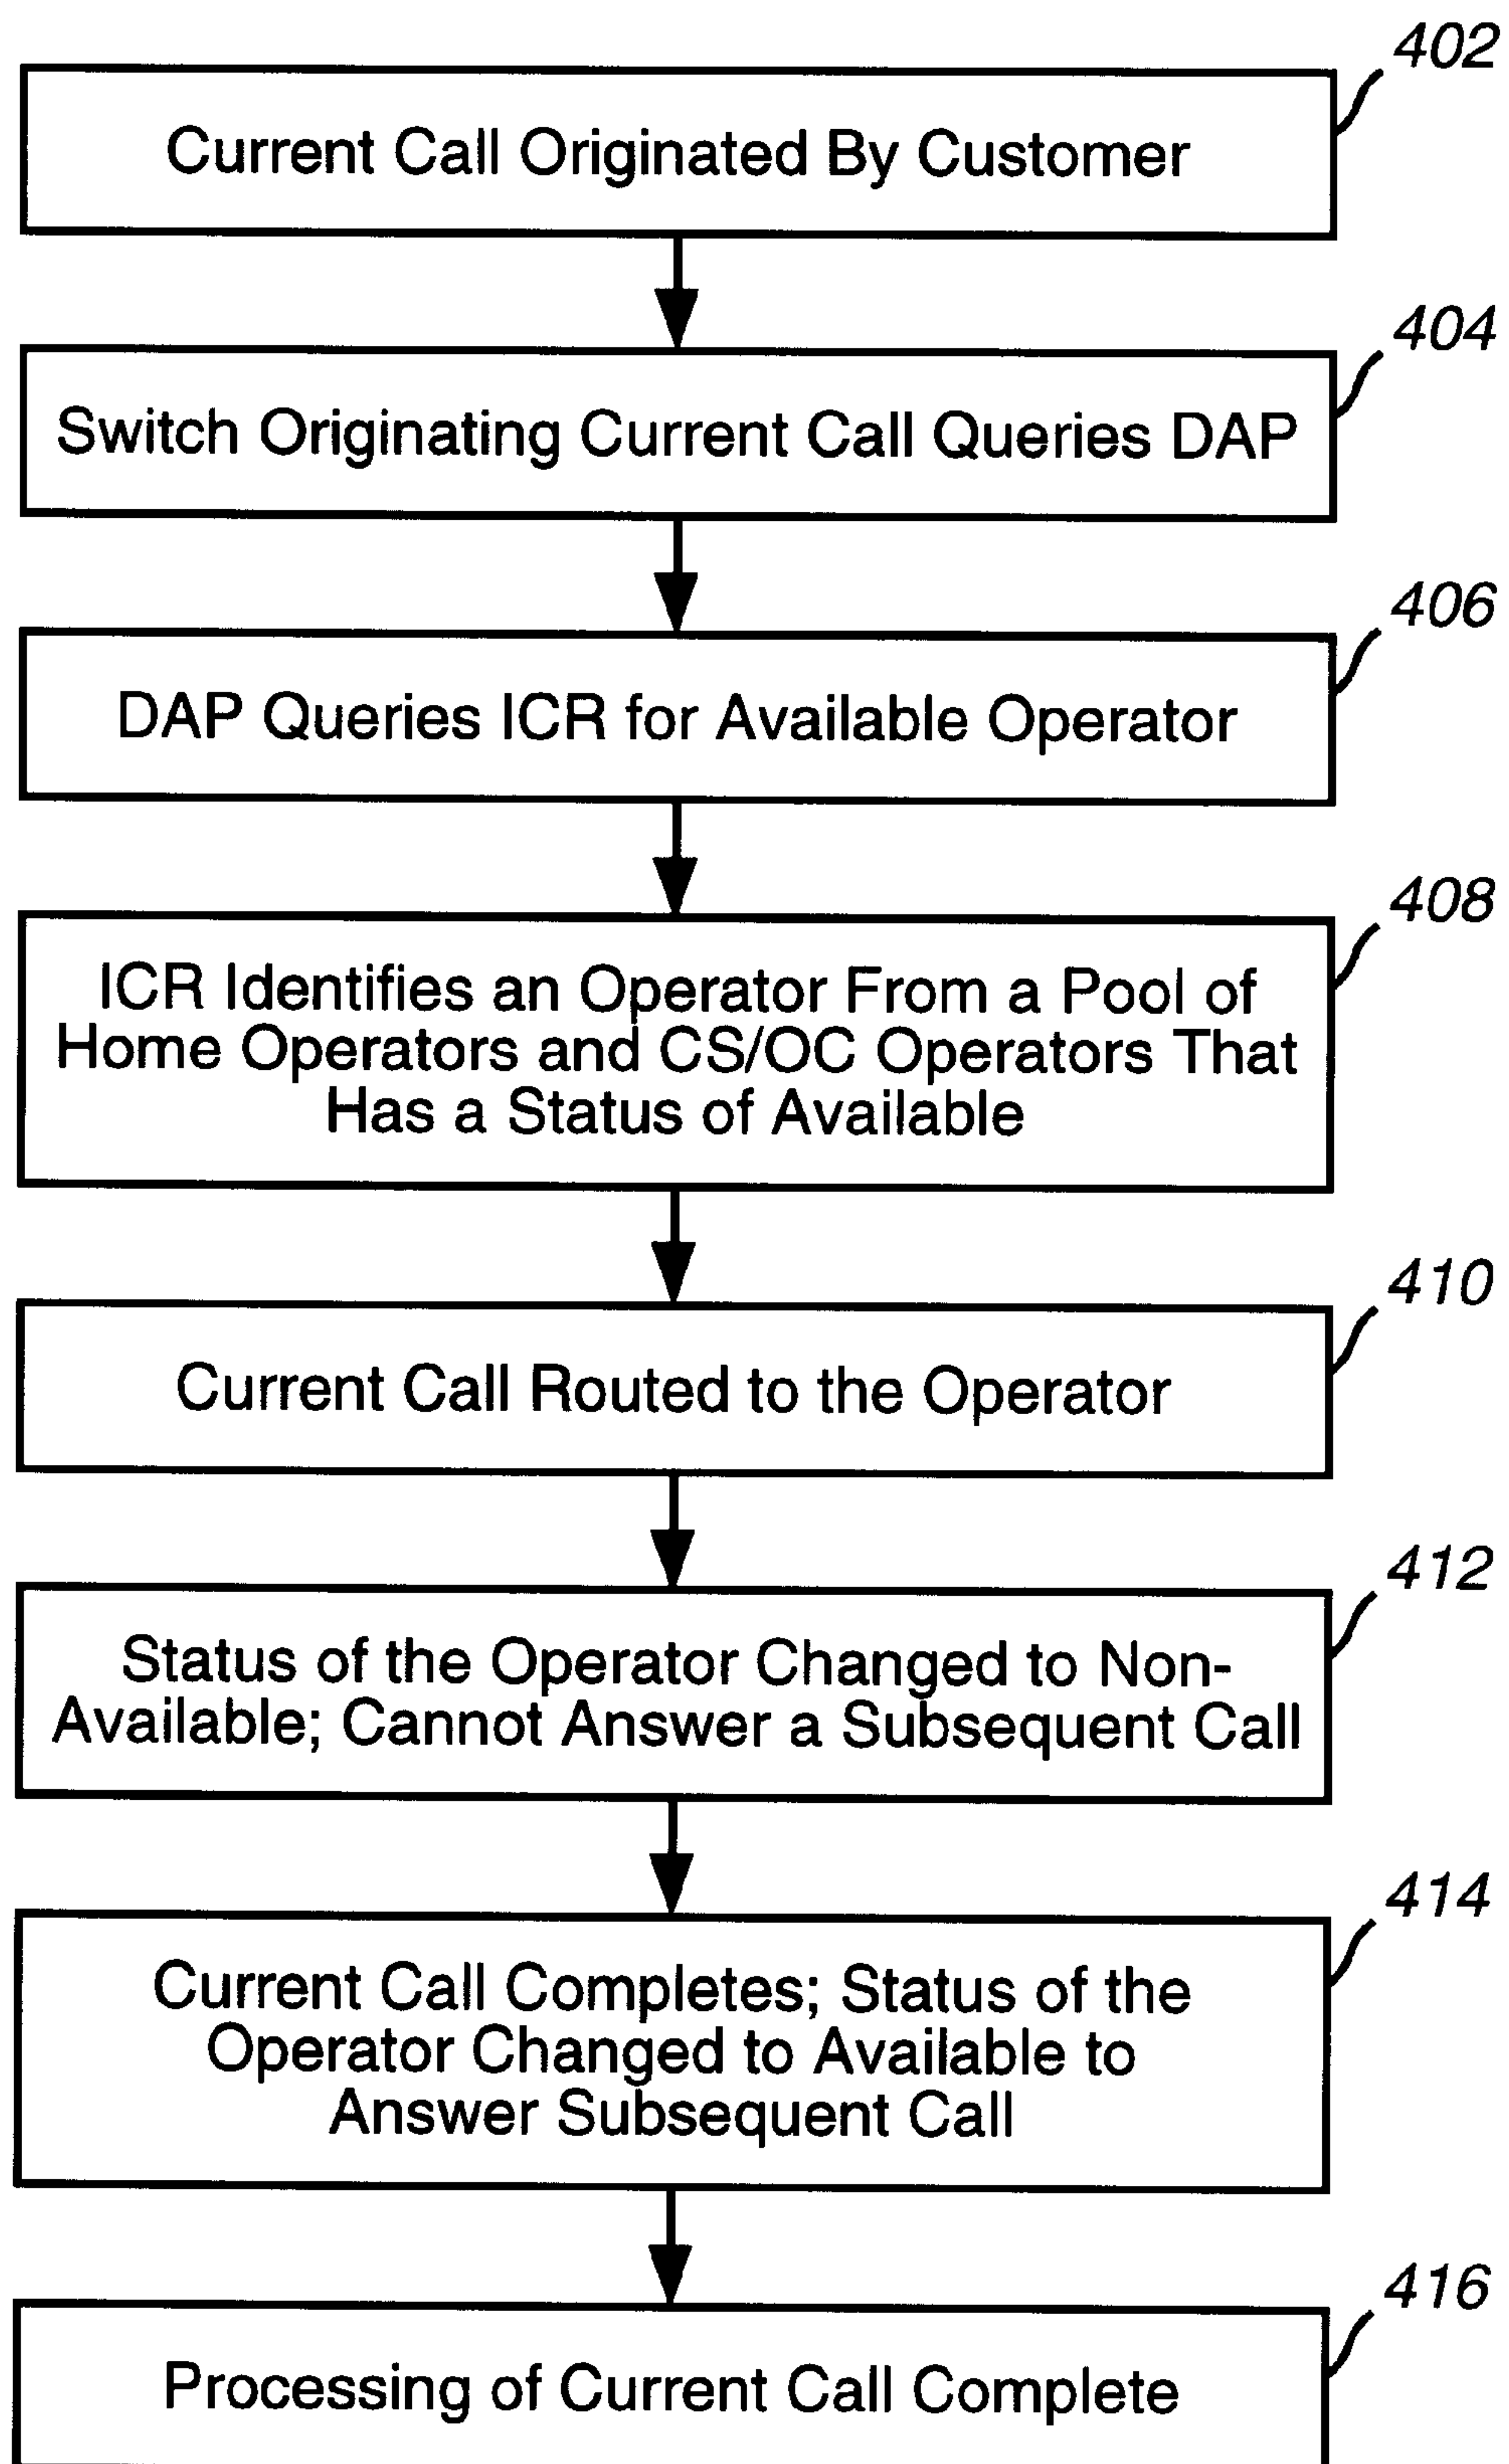 402
Current Call Originated By Customer
404
Switch Originating Current Call Queries DAP
406
DAP Queries ICR for Available Operator
408
ICR Identifies an Operator From a Pool of
Home Operators and CS/OC Operators That
Has a Status of Available
410
Current Call Routed to the Operator
412
Status of the Operator Changed to Non-
Available; Cannot Answer a Subsequent Call
414
Current Call Completes; Status of the
Operator Changed to Available to
Answer Subsequent Call
416
Processing of Current Call Complete